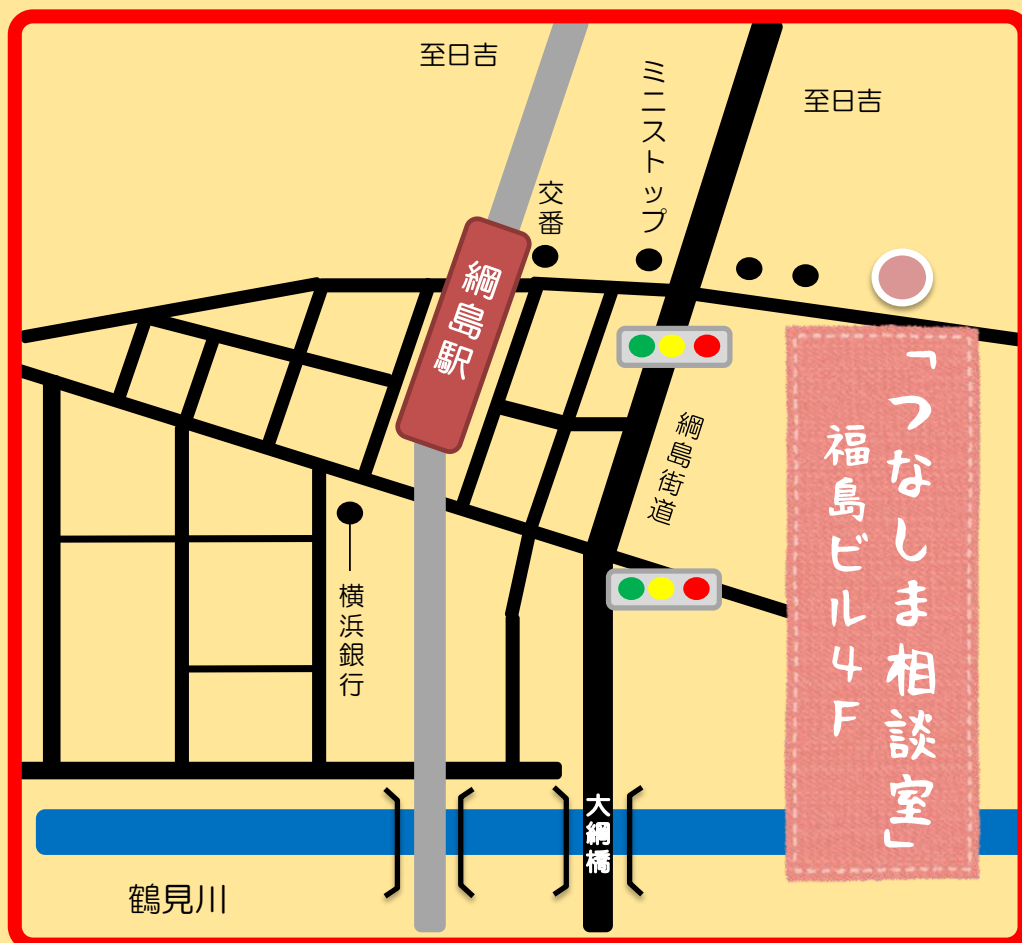 至日吉
ミニストップ
至日吉
交番
綱島駅
綱島街道
「つなしま相談室」
福島ビル4F
横浜銀行
大綱橋
鶴見川